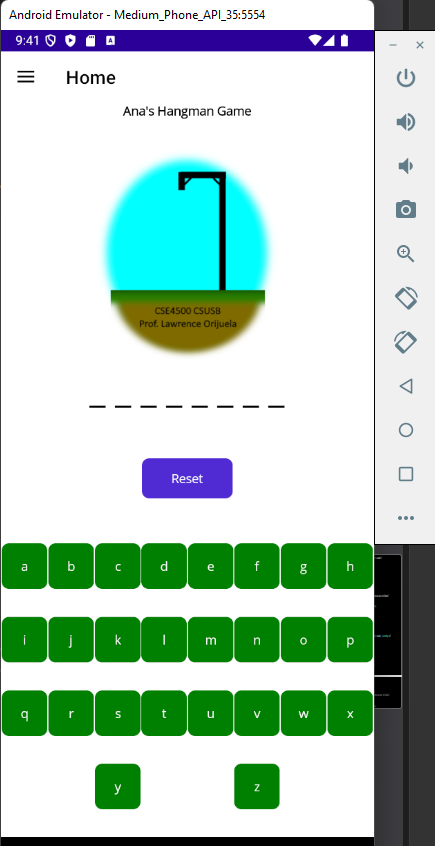 Android Emulator - Medium_Phone_API_35:5554
9:41
Home
Ana's Hangman Game
CSE4500 CSUSB
Prof. Lawrence Orijuela
_ _ _ _ _ _ _ _
Reset
a b c d e f g h
i j k l m n o p
q r s t u v w x
y z